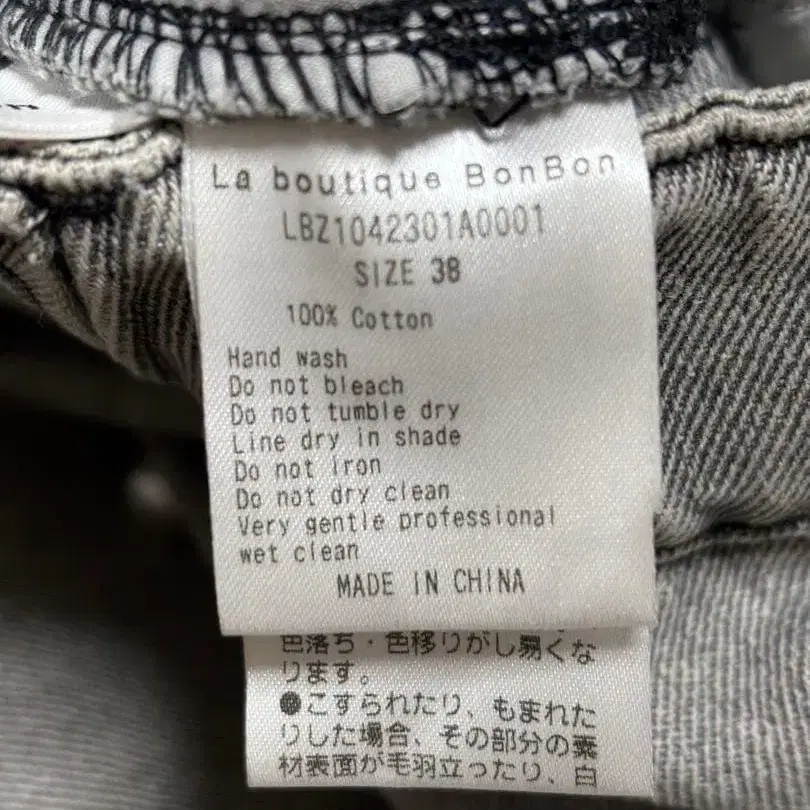 La boutique BonBon
LBZ1042301A0001
SIZE 38
100% Cotton
Hand wash
Do not bleach
Do not tumble dry
Line dry in shade
Do not iron
Do not dry clean
Very gentle professional
wet clean
MADE IN CHINA
色落ち・色移りがし易くな
ります。
●こすられたり、もまれた
りした場合、その部分の素
材表面が毛羽立ったり、白